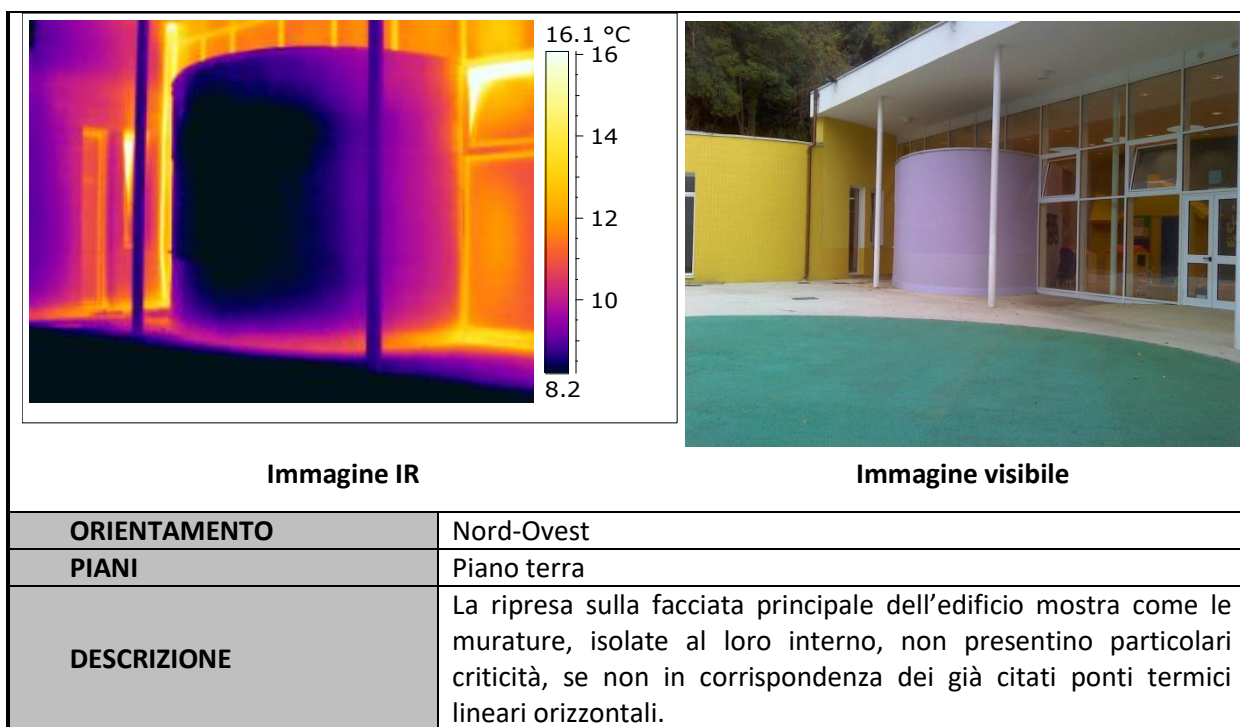 16.1 °C
16
14
12
10
8.2
Immagine IR
Immagine visibile
ORIENTAMENTO
Nord-Ovest
PIANI
Piano terra
DESCRIZIONE
La ripresa sulla facciata principale dell’edificio mostra come le
murature, isolate al loro interno, non presentino particolari
criticità, se non in corrispondenza dei già citati ponti termici
lineari orizzontali.